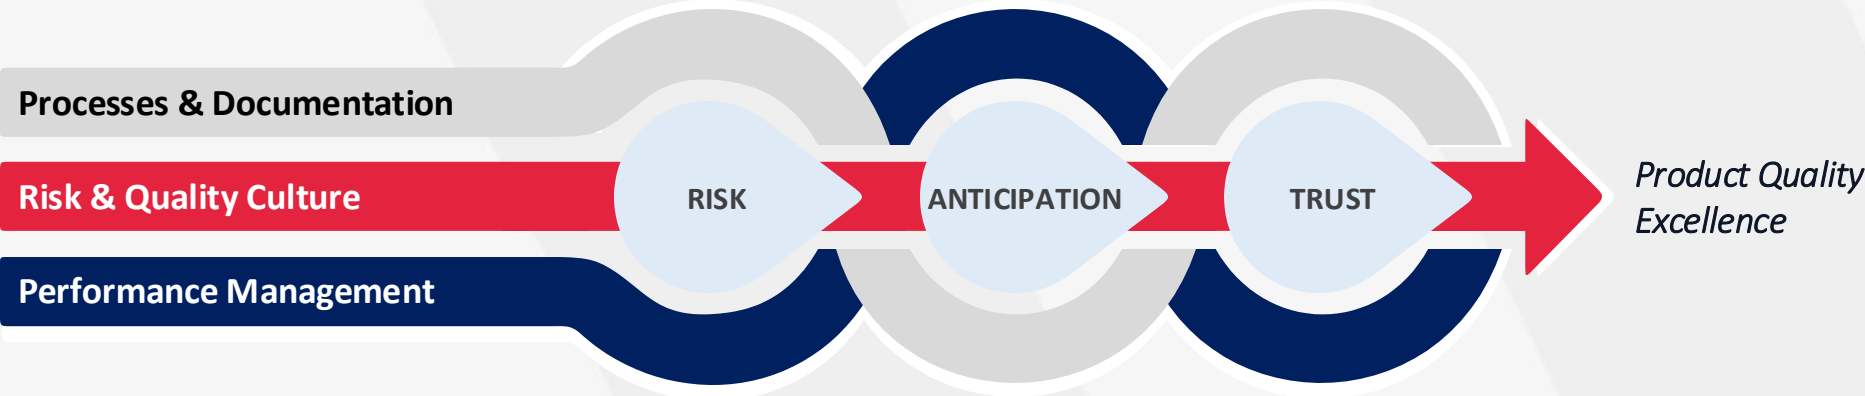 Processes & Documentation
Risk & Quality Culture
Performance Management
RISK
ANTICIPATION
TRUST
Product Quality
Excellence